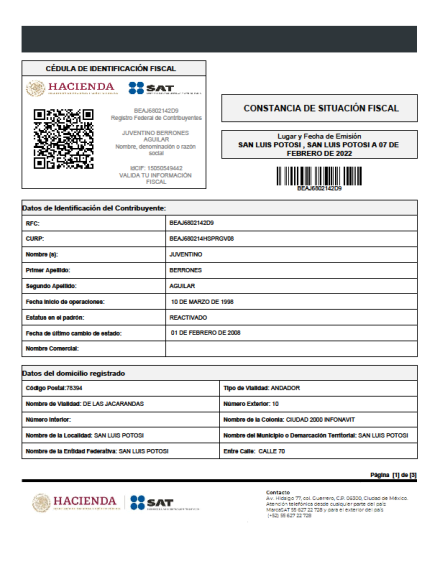 CÉDULA DE IDENTIFICACIÓN FISCAL
HACIENDA
SAT
BEAJ6802142D9
Registro Federal de Contribuyentes
JUVENTINO BERRONES
AGUILAR
Nombre, denominación o razón
social
idCIF: 15050549442
VALIDA TU INFORMACIÓN
FISCAL
CONSTANCIA DE SITUACIÓN FISCAL
Lugar y Fecha de Emisión
SAN LUIS POTOSI , SAN LUIS POTOSI A 07 DE
FEBRERO DE 2022
BEAJ6802142D9
Datos de Identificación del Contribuyente:
RFC: BEAJ6802142D9
CURP: BEAJ680214HSPRGV08
Nombre (s): JUVENTINO
Primer Apellido: BERRONES
Segundo Apellido: AGUILAR
Fecha inicio de operaciones: 10 DE MARZO DE 1998
Estatus en el padrón: REACTIVADO
Fecha de último cambio de estado: 01 DE FEBRERO DE 2008
Nombre Comercial:
Datos del domicilio registrado
Código Postal:78394 Tipo de Vialidad: ANDADOR
Nombre de Vialidad: DE LAS JACARANDAS Número Exterior: 10
Número Interior: Nombre de la Colonia: CIUDAD 2000 INFONAVIT
Nombre de la Localidad: SAN LUIS POTOSI Nombre del Municipio o Demarcación Territorial: SAN LUIS POTOSI
Nombre de la Entidad Federativa: SAN LUIS POTOSI Entre Calle: CALLE 70
Página [1] de [3]
HACIENDA
SAT
Contacto
Av. Hidalgo 77, col. Guerrero, C.P. 06300, Ciudad de México.
Atención telefónica desde cualquier parte del país:
MarcaSAT 55 627 22 728 y para el exterior del país
(+52) 55 627 22 728